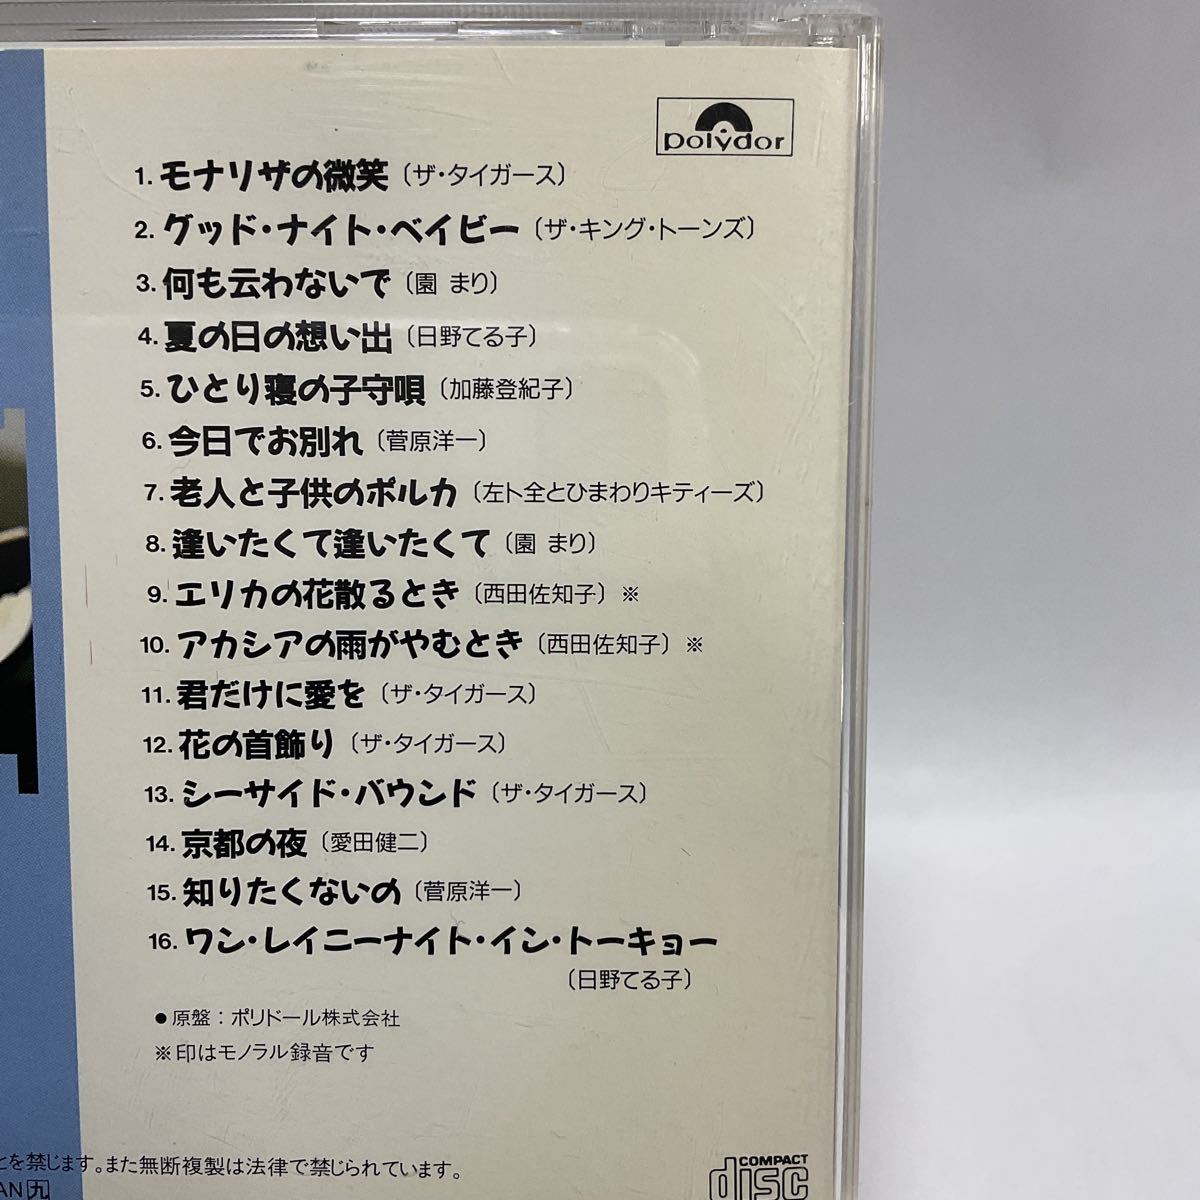 polydor
1. モナリザの微笑〔ザ・タイガース〕
2. グッド・ナイト・ベイビー〔ザ・キング・トーンズ〕
3. 何も云わないで〔園 まり〕
4. 夏の日の想い出〔日野てる子〕
5. ひとり寝の子守唄〔加藤登紀子〕
6. 今日でお別れ〔菅原洋一〕
7. 老人と子供のポルカ〔左ト全とひまわりキティーズ〕
8. 逢いたくて逢いたくて〔園 まり〕
9. エリカの花散るとき〔西田佐知子〕※
10. アカシアの雨がやむとき〔西田佐知子〕※
11. 君だけに愛を〔ザ・タイガース〕
12. 花の首飾り〔ザ・タイガース〕
13. シーサイド・バウンド〔ザ・タイガース〕
14. 京都の夜〔愛田健二〕
15. 知りたくないの〔菅原洋一〕
16. ワン・レイニーナイト・イン・トーキョー
〔日野てる子〕
●原盤：ポリドール株式会社
※印はモノラル録音です
とを禁じます。また無断複製は法律で禁じられています。
AN 九
COMPACT
disc